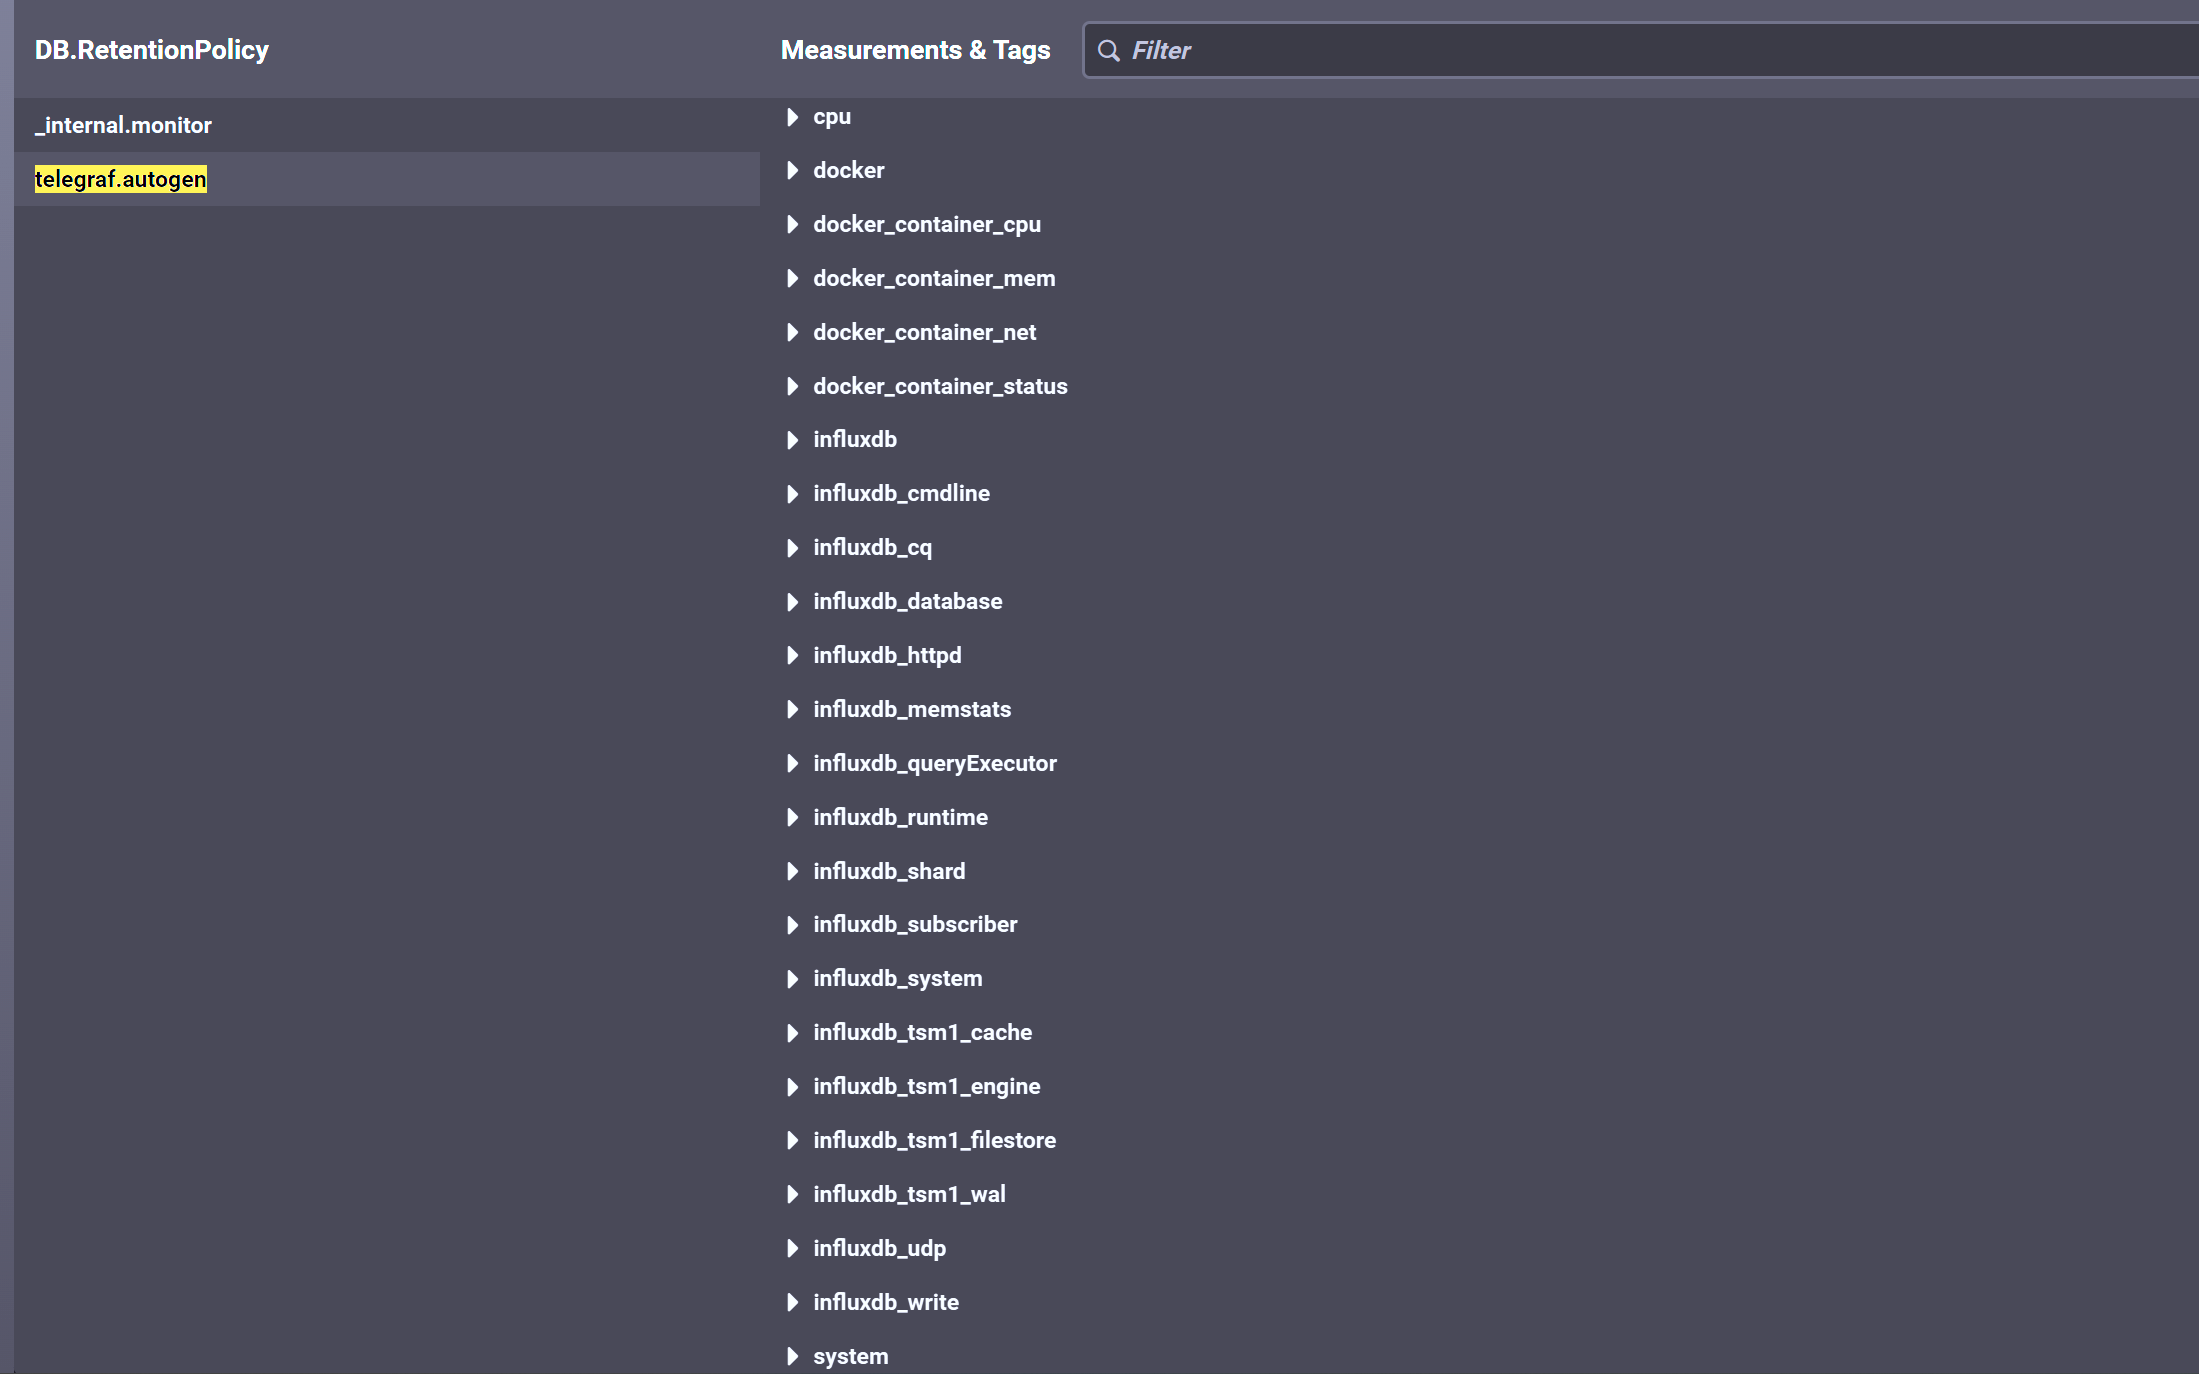 DB.RetentionPolicy
_internal.monitor
telegraf.autogen
Measurements & Tags
Filter
cpu
docker
docker_container_cpu
docker_container_mem
docker_container_net
docker_container_status
influxdb
influxdb_cmdline
influxdb_cq
influxdb_database
influxdb_httpd
influxdb_memstats
influxdb_queryExecutor
influxdb_runtime
influxdb_shard
influxdb_subscriber
influxdb_system
influxdb_tsm1_cache
influxdb_tsm1_engine
influxdb_tsm1_filestore
influxdb_tsm1_wal
influxdb_udp
influxdb_write
system